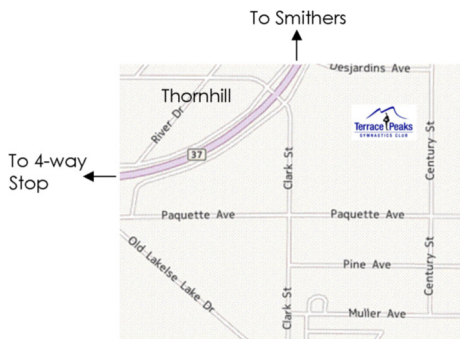 To Smithers
Desjardins Ave
Thornhill
River Dr
Terrace Peaks
GYMNASTICS CLUB
Century St
37
To 4-way
Stop
Clark St
Paquette Ave
Paquette Ave
Old Lakelse Lake Dr
Pine Ave
Century St
Clark St
Muller Ave